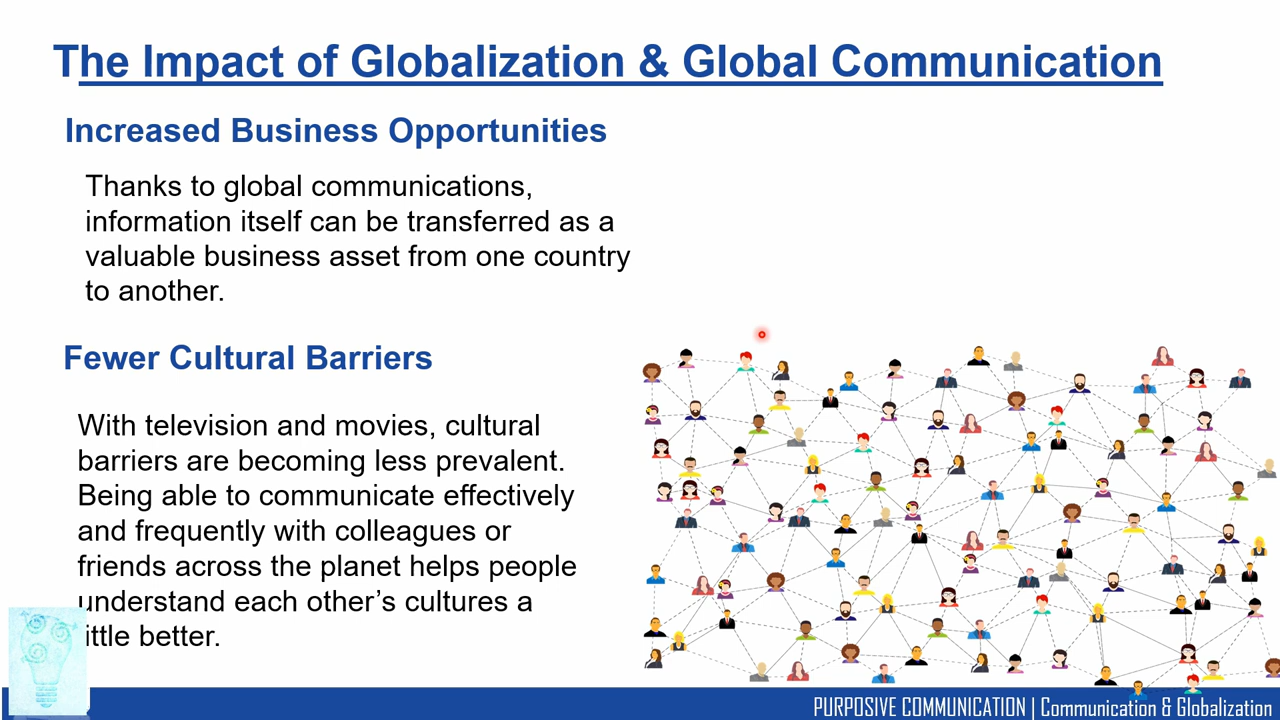 The Impact of Globalization & Global Communication
Increased Business Opportunities
Thanks to global communications,
information itself can be transferred as a
valuable business asset from one country
to another.
Fewer Cultural Barriers
With television and movies, cultural
barriers are becoming less prevalent.
Being able to communicate effectively
and frequently with colleagues or
friends across the planet helps people
understand each other’s cultures a
little better.
PURPOSIVE COMMUNICATION | Communication & Globalization